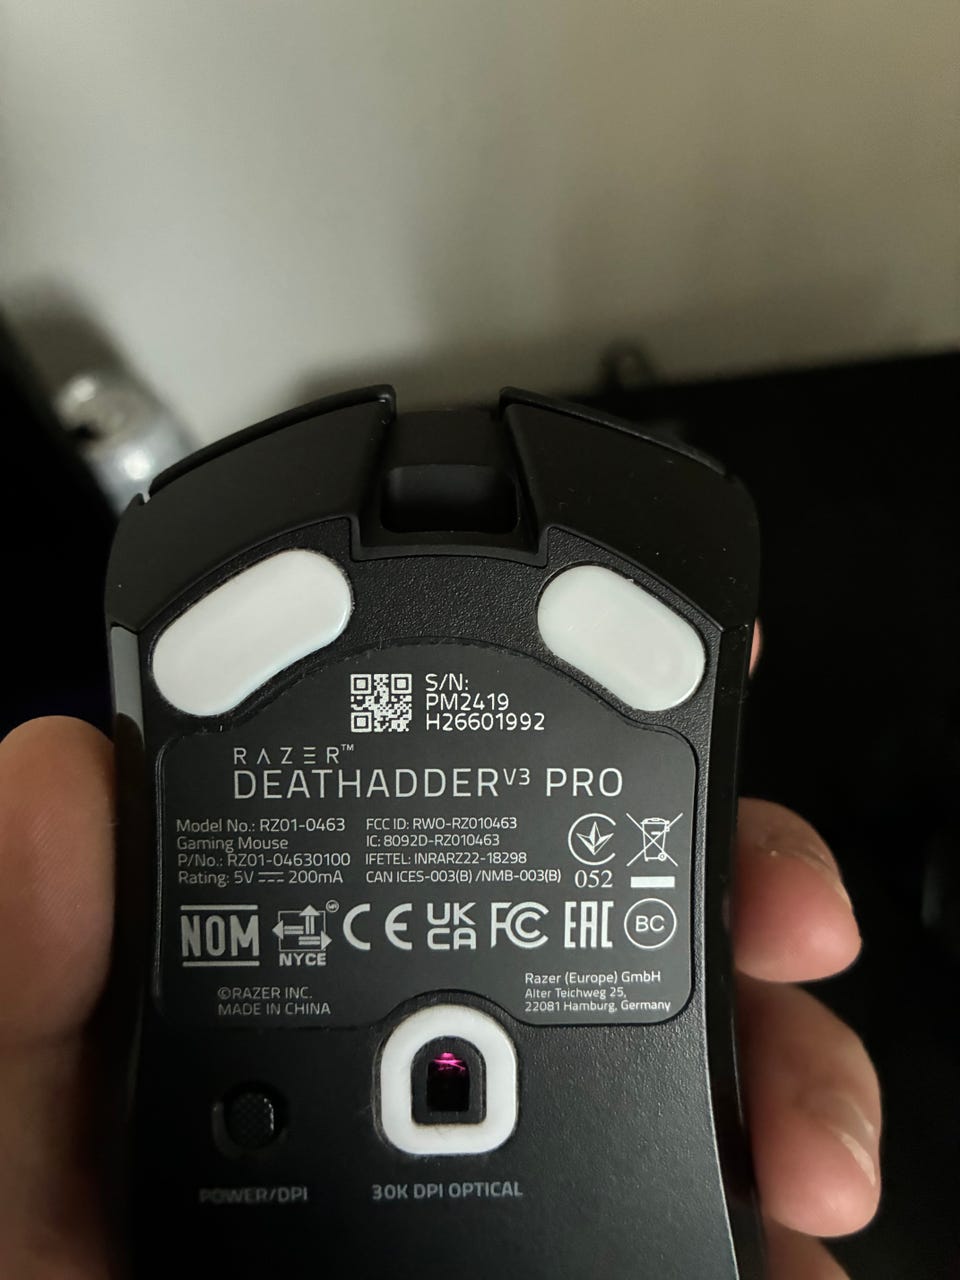 S/N:
PM2419
H26601992
RAZER™
DEATHADDER V3 PRO
Model No.: RZ01-0463
Gaming Mouse
P/No.: RZ01-04630100
Rating: 5V ⎓ 200mA
FCC ID: RWO-RZ010463
IC: 8092D-RZ010463
IFETEL: INRARZ22-18298
CAN ICES-003(B) /NMB-003(B)
052
NOM
NYCE
CE
UK
CA
FC
EAC
BC
©RAZER INC.
MADE IN CHINA
Razer (Europe) GmbH
Alter Teichweg 25,
22081 Hamburg, Germany
POWER/DPI
30K DPI OPTICAL